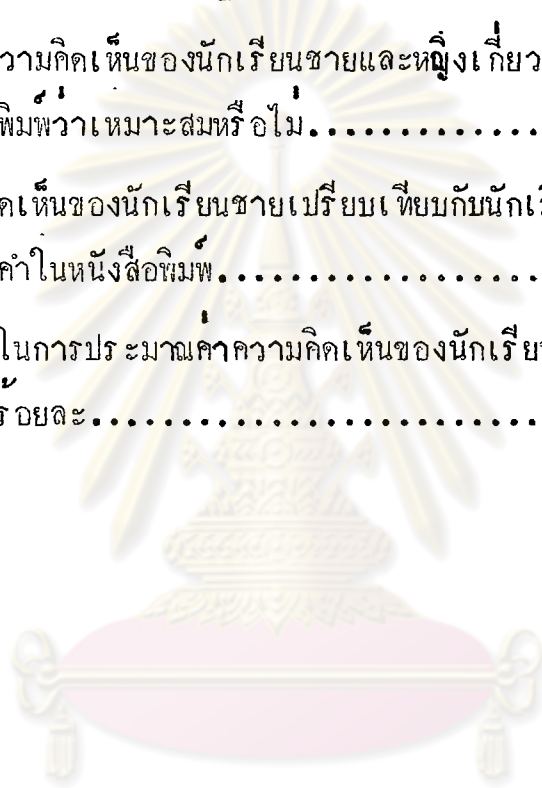 วามคิดเห็นของนักเรียนชายและหญิงเกี่ยว
พิมพ์ว่าเหมาะสมหรือไม่.............
คเห็นของนักเรียนชายเปรียบเทียบกับนักเรี
คำในหนังสือพิมพ์..................
ในการประมาณค่าความคิดเห็นของนักเรีย
ร้อยละ.........................